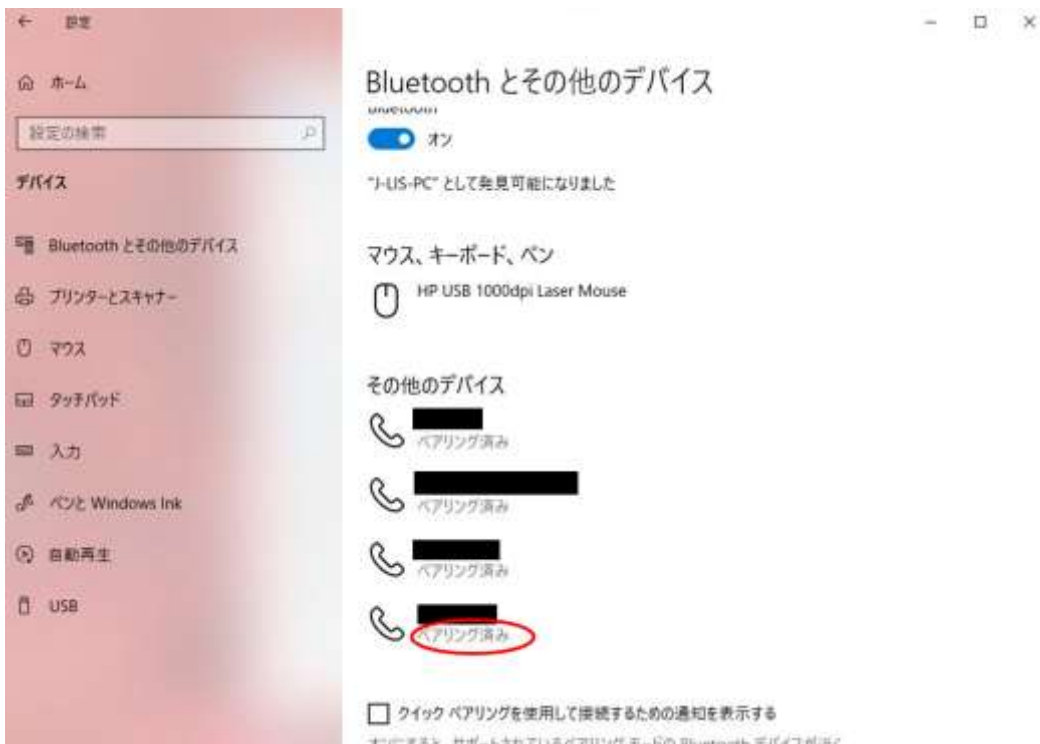 設定
ホーム
設定の検索
デバイス
Bluetooth とその他のデバイス
プリンターとスキャナー
マウス
タッチパッド
入力
ペンと Windows Ink
自動再生
USB
Bluetooth とその他のデバイス
Bluetooth
オン
"J-LIS-PC" として発見可能になりました
マウス、キーボード、ペン
HP USB 1000dpi Laser Mouse
その他のデバイス
ペアリング済み
ペアリング済み
ペアリング済み
ペアリング済み
クイック ペアリングを使用して接続するための通知を表示する